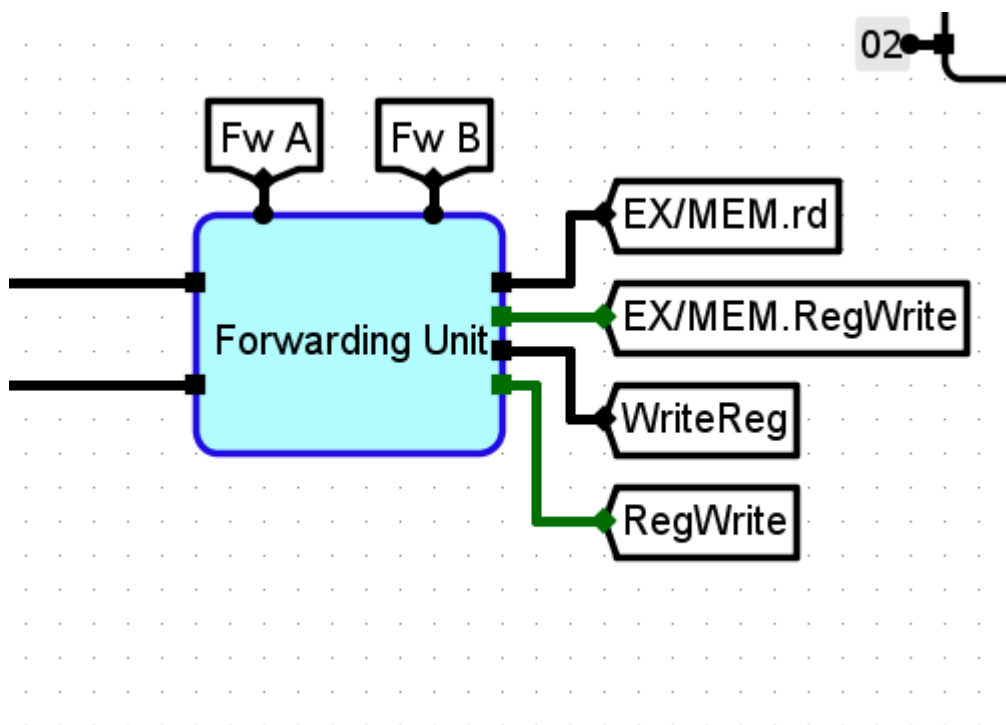 02
Fw A
Fw B
EX/MEM.rd
EX/MEM.RegWrite
Forwarding Unit
WriteReg
RegWrite